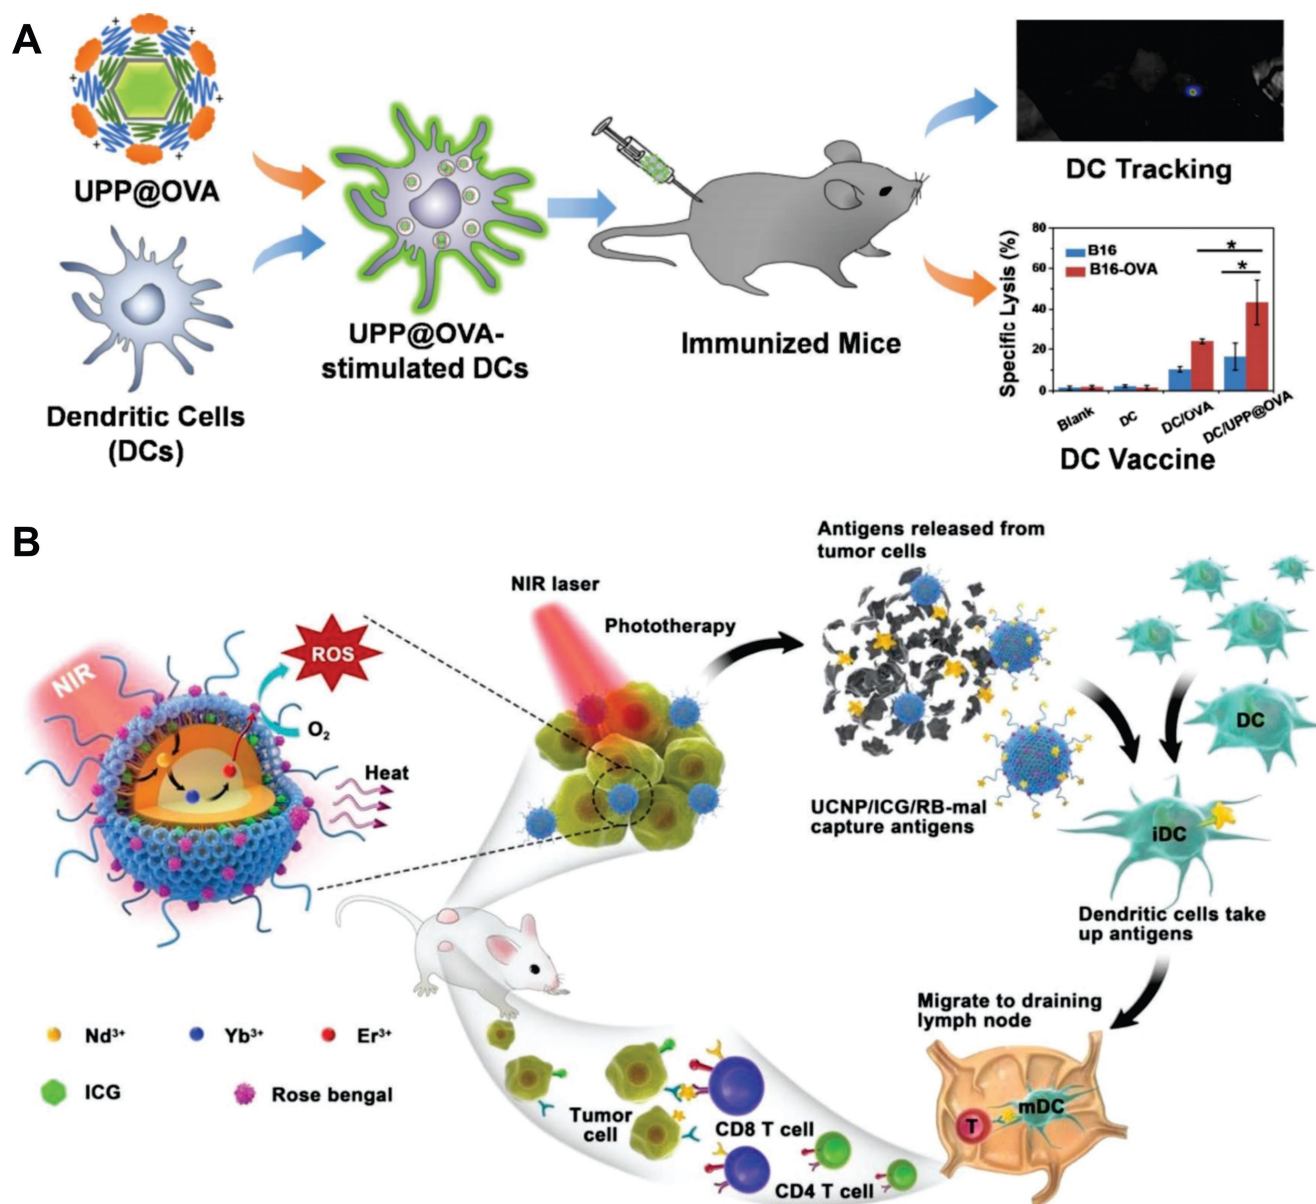 A
UPP@OVA
Dendritic Cells
(DCs)
UPP@OVA-
stimulated DCs
Immunized Mice
DC Tracking
Specific Lysis (%)
80
60
40
20
0
B16
B16-OVA
*
*
Blank
DC
DC/OVA
DC/UPP@OVA
DC Vaccine
B
NIR
ROS
O₂
Heat
NIR laser
Phototherapy
Antigens released from
tumor cells
UCNP/ICG/RB-mal
capture antigens
DC
iDC
Dendritic cells take
up antigens
Migrate to draining
lymph node
mDC
T
Nd³⁺
Yb³⁺
Er³⁺
ICG
Rose bengal
Tumor
cell
CD8 T cell
CD4 T cell